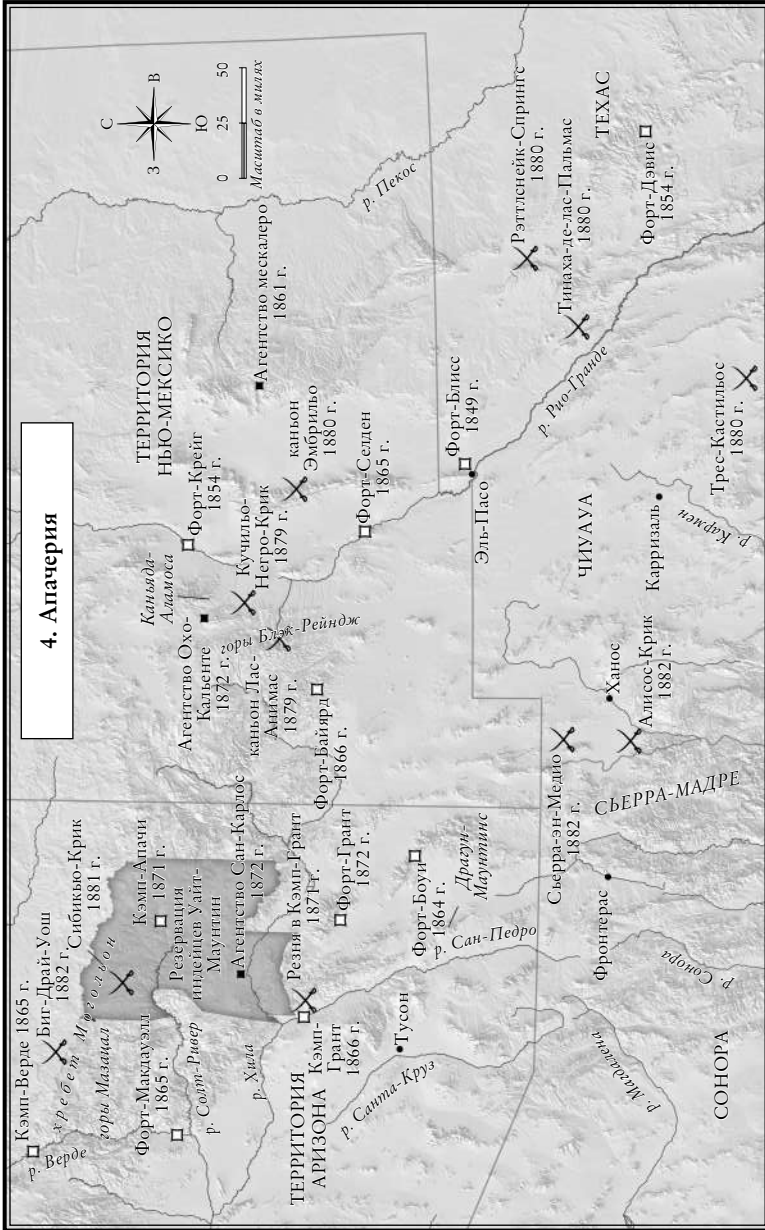 4. Апачерия
Кэмп-Верде 1865 г.
р. Верде
Биг-Драй-Уош
1882 г.
хребет Могольон
горы Мазацал
Сибикью-Крик
1881 г.
Кэмп-Апачи
1871 г.
Форт-Макдауэлл
1865 г.
р. Солт-Ривер
Резервация
индейцев Уайт-
Маунтин
Агентство Сан-Карлос
1872 г.
р. Хила
Резня в Кэмп-Грант
1871 г.
ТЕРРИТОРИЯ
АРИЗОНА
Кэмп-
Грант
1866 г.
Форт-Грант
1872 г.
Тусон
р. Санта-Круз
р. Сан-Педро
Форт-Боуи
1864 г.
Драгун-
Маунтинс
Каньяда-
Аламоса
Агентство Охо-
Кальенте
1872 г.
горы Блэк-Рейндж
каньон Лас-
Анимас
1879 г.
Форт-Байярд
1866 г.
ТЕРРИТОРИЯ
НЬЮ-МЕКСИКО
Форт-Крейг
1854 г.
Кучильо-
Негро-Крик
1879 г.
каньон
Эмбрильо
1880 г.
Форт-Селден
1865 г.
Агентство мескалеро
1861 г.
С
В
Ю
З
0 25 50
Масштаб в милях
р. Пекос
Форт-Блисс
1849 г.
Эль-Пасо
р. Рио-Гранде
Рэттлснейк-Спрингс
1880 г.
Тинаха-де-лас-Пальмас
1880 г.
ТЕХАС
Форт-Дэвис
1854 г.
ЧИУАУА
Карризаль
р. Кармен
Трес-Кастильос
1880 г.
Ханос
Алисос-Крик
1882 г.
Сьерра-эн-Медио
1882 г.
СЬЕРРА-МАДРЕ
Фронтерас
р. Сонора
р. Магдалена
СОНОРА